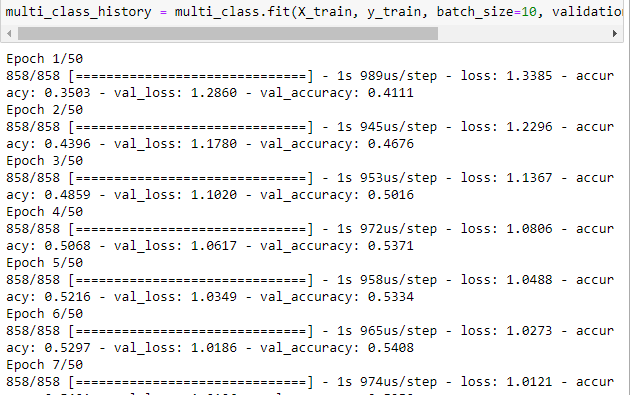 multi_class_history = multi_class.fit(X_train, y_train, batch_size=10, validation
Epoch 1/50
858/858 [==============================] - 1s 989us/step - loss: 1.3385 - accur
acy: 0.3503 - val_loss: 1.2860 - val_accuracy: 0.4111
Epoch 2/50
858/858 [==============================] - 1s 945us/step - loss: 1.2296 - accur
acy: 0.4396 - val_loss: 1.1780 - val_accuracy: 0.4676
Epoch 3/50
858/858 [==============================] - 1s 953us/step - loss: 1.1367 - accur
acy: 0.4859 - val_loss: 1.1020 - val_accuracy: 0.5016
Epoch 4/50
858/858 [==============================] - 1s 972us/step - loss: 1.0806 - accur
acy: 0.5068 - val_loss: 1.0617 - val_accuracy: 0.5371
Epoch 5/50
858/858 [==============================] - 1s 958us/step - loss: 1.0488 - accur
acy: 0.5216 - val_loss: 1.0349 - val_accuracy: 0.5334
Epoch 6/50
858/858 [==============================] - 1s 965us/step - loss: 1.0273 - accur
acy: 0.5297 - val_loss: 1.0186 - val_accuracy: 0.5408
Epoch 7/50
858/858 [==============================] - 1s 974us/step - loss: 1.0121 - accur